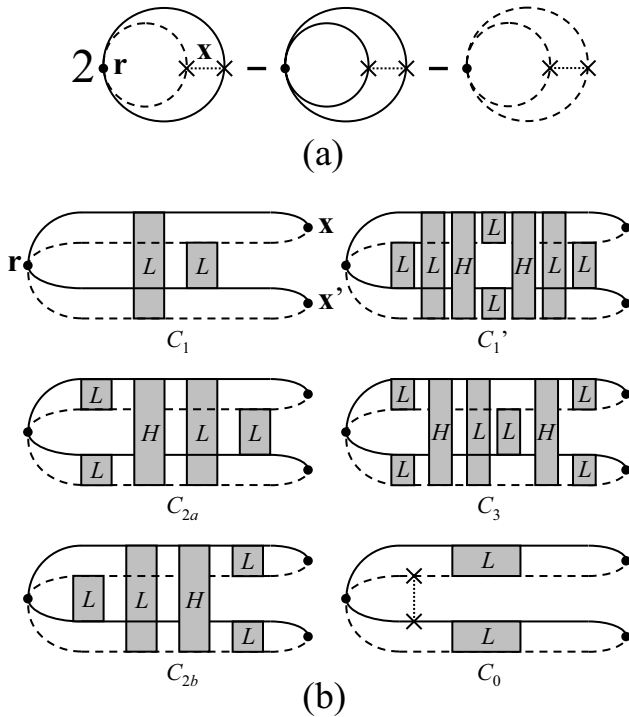 2 r x − −
(a)
r L L x x'
C₁
L L H L L H L L
C₁'
L L H L L
C₂ₐ
L L H L L H L L
C₃
L L H L L
C₂b
L L
C₀
(b)